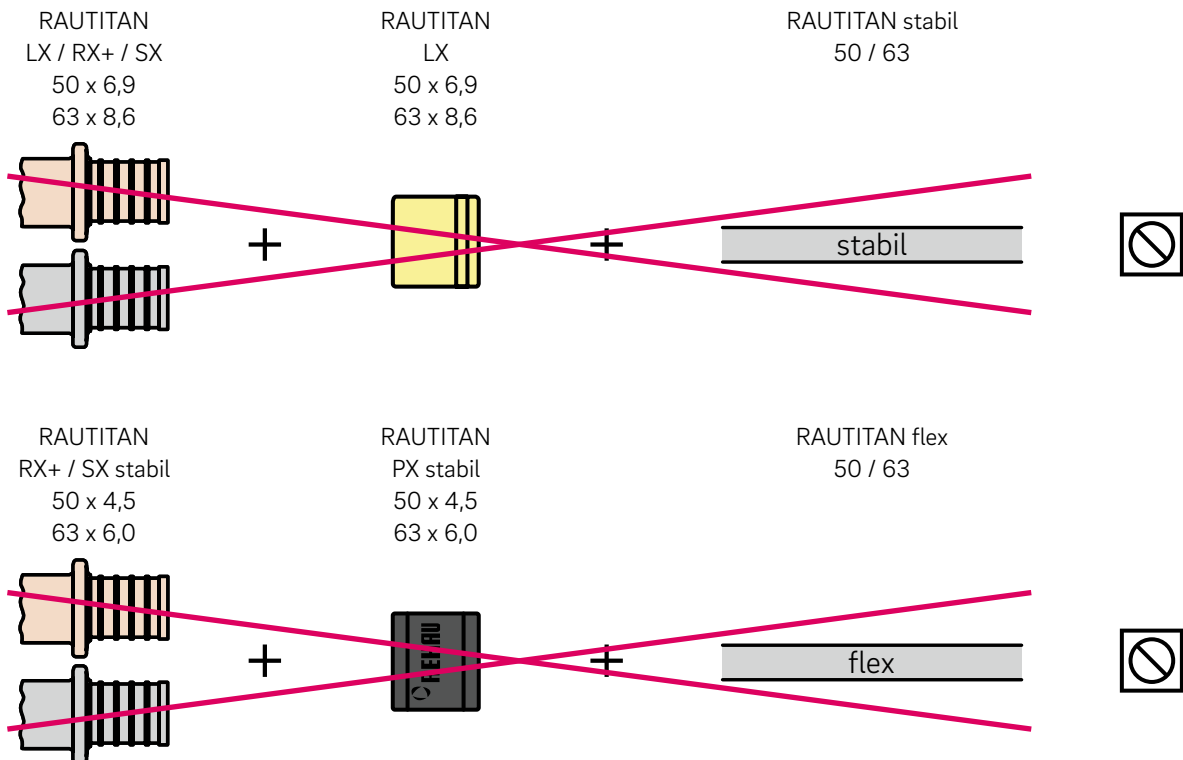 RAUTITAN
LX / RX+ / SX
50 x 6,9
63 x 8,6
RAUTITAN
LX
50 x 6,9
63 x 8,6
RAUTITAN stabil
50 / 63
+
+
stabil
RAUTITAN
RX+ / SX stabil
50 x 4,5
63 x 6,0
RAUTITAN
PX stabil
50 x 4,5
63 x 6,0
RAUTITAN flex
50 / 63
+
REHAU
+
flex